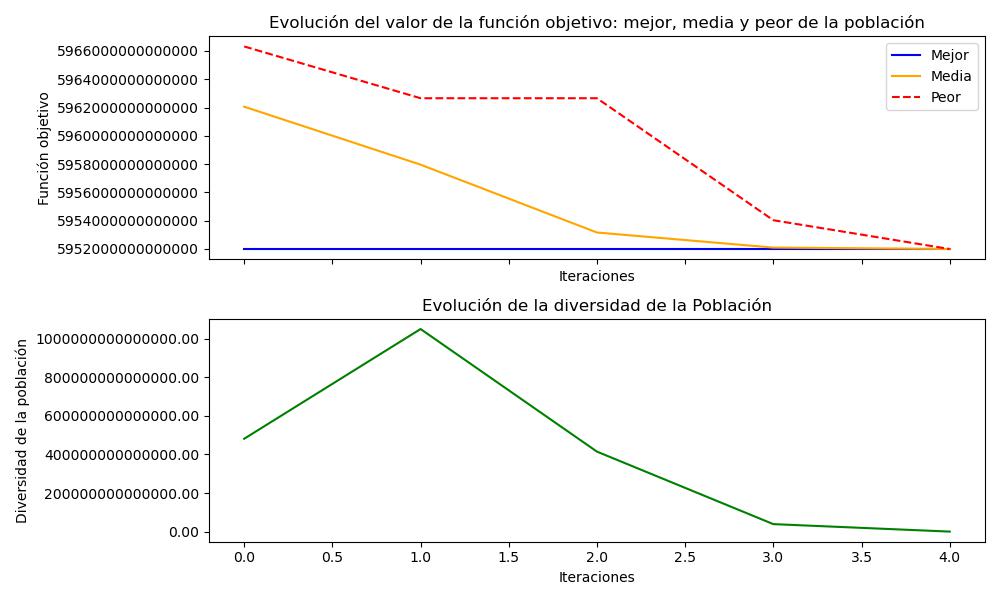 Evolución del valor de la función objetivo: mejor, media y peor de la población
Función objetivo
5966000000000000
5964000000000000
5962000000000000
5960000000000000
5958000000000000
5956000000000000
5954000000000000
5952000000000000
Mejor
Media
Peor
Iteraciones
Evolución de la diversidad de la Población
Diversidad de la población
1000000000000000.00
800000000000000.00
600000000000000.00
400000000000000.00
200000000000000.00
0.00
0.0 0.5 1.0 1.5 2.0 2.5 3.0 3.5 4.0
Iteraciones